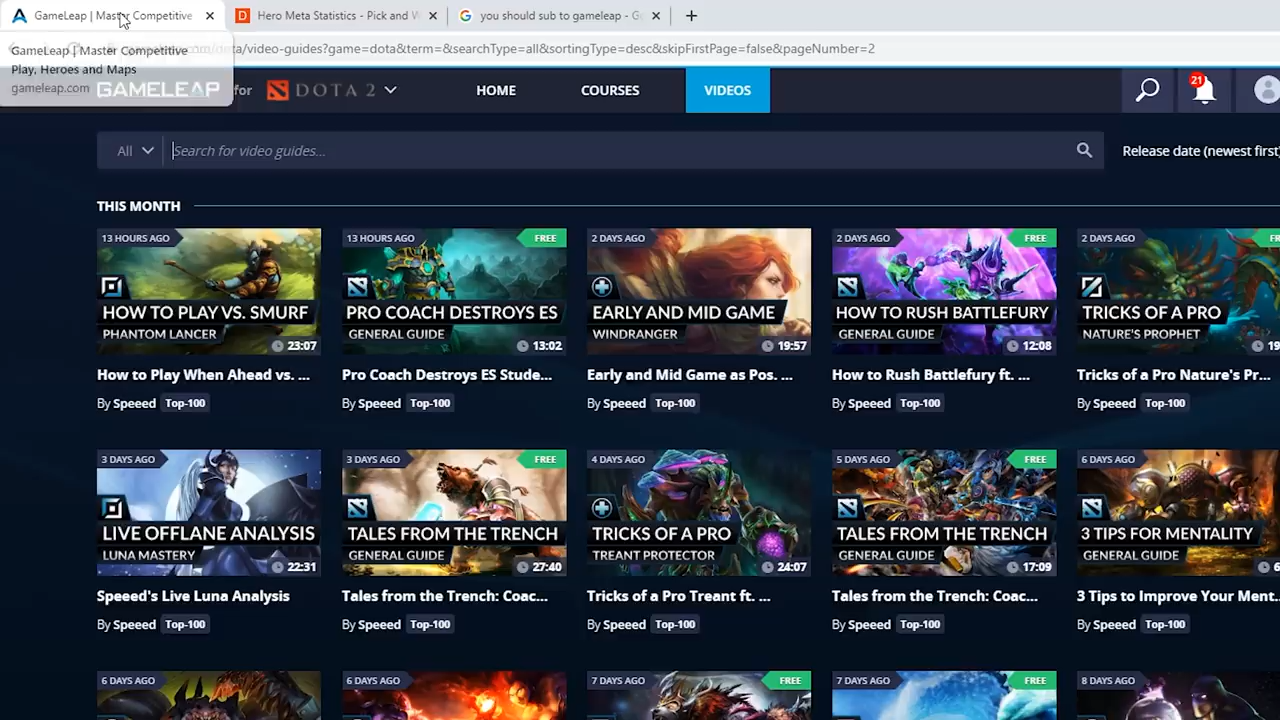 GameLeap | Master Competitive
Hero Meta Statistics - Pick and W
you should sub to gameleap - G
/video-guides?game=dota&term=&searchType=all&sortingType=desc&skipFirstPage=false&pageNumber=2
GameLeap | Master Competitive
Play, Heroes and Maps
gameleap.com
GAMELEAP for DOTA 2
HOME
COURSES
VIDEOS
21
All
Search for video guides...
Release date (newest first)
THIS MONTH
13 HOURS AGO
HOW TO PLAY VS. SMURF
PHANTOM LANCER
23:07
How to Play When Ahead vs. ...
By Speeed Top-100
13 HOURS AGO
FREE
PRO COACH DESTROYS ES
GENERAL GUIDE
13:02
Pro Coach Destroys ES Stude...
By Speeed Top-100
2 DAYS AGO
EARLY AND MID GAME
WINDRANGER
19:57
Early and Mid Game as Pos. ...
By Speeed Top-100
2 DAYS AGO
FREE
HOW TO RUSH BATTLEFURY
GENERAL GUIDE
12:08
How to Rush Battlefury ft. ...
By Speeed Top-100
2 DAYS AGO
FR
TRICKS OF A PRO
NATURE'S PROPHET
19
Tricks of a Pro Nature's Pr...
By Speeed Top-100
3 DAYS AGO
LIVE OFFLANE ANALYSIS
LUNA MASTERY
22:31
Speeed's Live Luna Analysis
By Speeed Top-100
3 DAYS AGO
FREE
TALES FROM THE TRENCH
GENERAL GUIDE
27:40
Tales from the Trench: Coac...
By Speeed Top-100
4 DAYS AGO
TRICKS OF A PRO
TREANT PROTECTOR
24:07
Tricks of a Pro Treant ft. ...
By Speeed Top-100
5 DAYS AGO
FREE
TALES FROM THE TRENCH
GENERAL GUIDE
17:09
Tales from the Trench: Coac...
By Speeed Top-100
6 DAYS AGO
3 TIPS FOR MENTALITY
GENERAL GUIDE
6
3 Tips to Improve Your Ment...
By Speeed Top-100
6 DAYS AGO
6 DAYS AGO
7 DAYS AGO
FREE
7 DAYS AGO
FREE
8 DAYS AGO